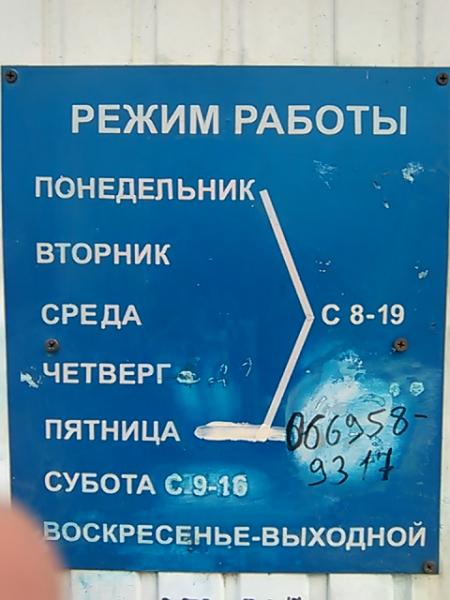 РЕЖИМ РАБОТЫ
ПОНЕДЕЛЬНИК
ВТОРНИК
СРЕДА С 8-19
ЧЕТВЕРГ
ПЯТНИЦА
066958-
9317
СУБОТА С 9-16
ВОСКРЕСЕНЬЕ-ВЫХОДНОЙ